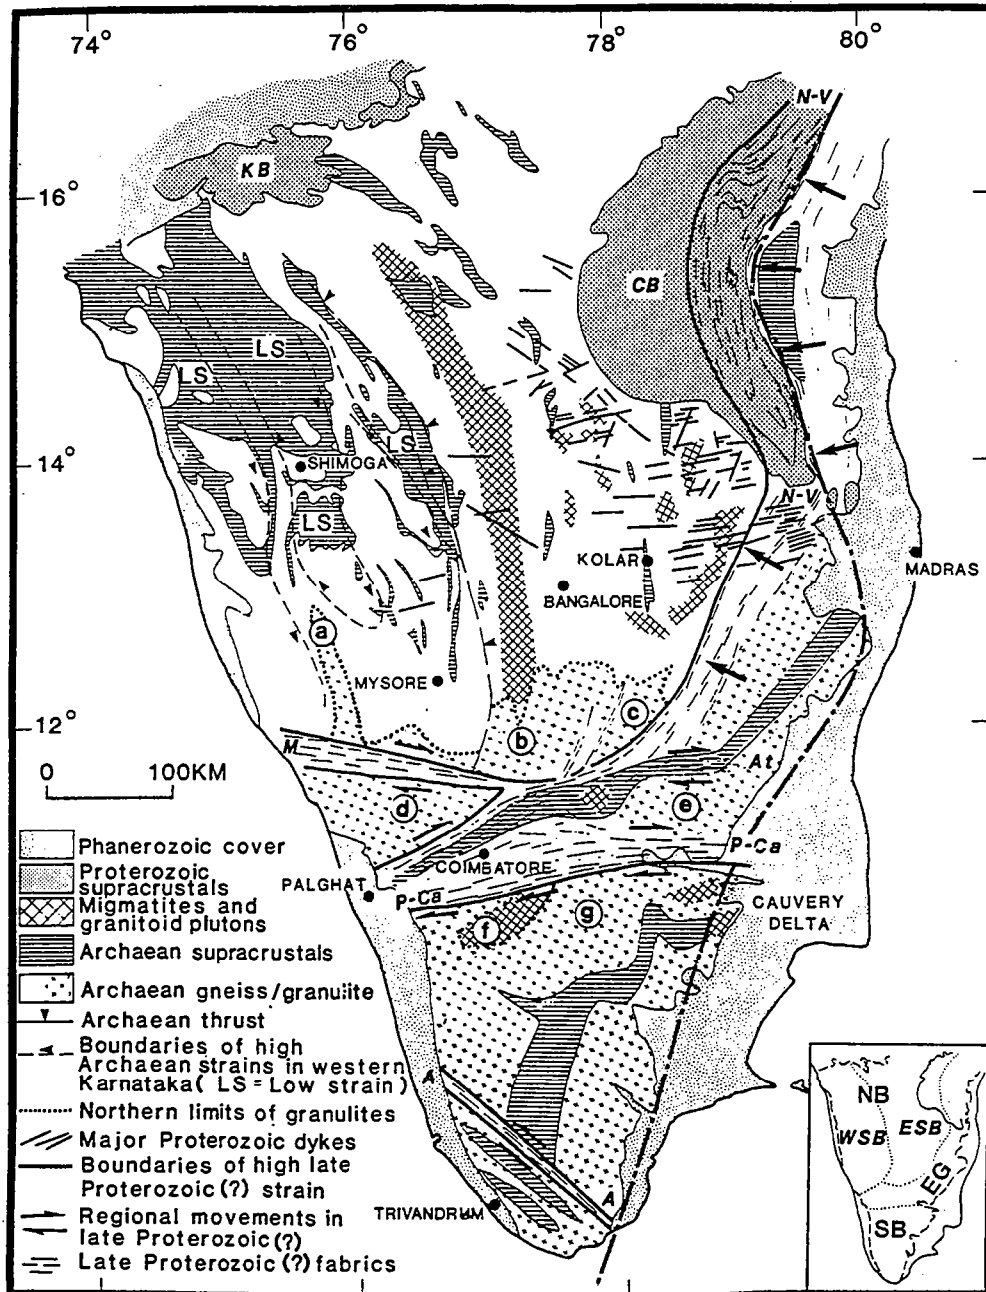 74° 76° 78° 80°
N-V
KB
16°
CB
LS
LS
LS
SHIMOGA
14°
N-V
LS
KOLAR
MADRAS
BANGALORE
a
MYSORE
12°
c
b
M
0 100KM
At
d
e
P-Ca
COIMBATORE
PALGHAT
P-Ca
CAUVERY
DELTA
g
f
A
A
TRIVANDRUM
Phanerozoic cover
Proterozoic
supracrustals
Migmatites and
granitoid plutons
Archaean supracrustals
Archaean gneiss/granulite
Archaean thrust
Boundaries of high
Archaean strains in western
Karnataka ( LS = Low strain )
Northern limits of granulites
Major Proterozoic dykes
Boundaries of high late
Proterozoic (?) strain
Regional movements in
late Proterozoic (?)
Late Proterozoic (?) fabrics
NB
WSB ESB
EG
SB